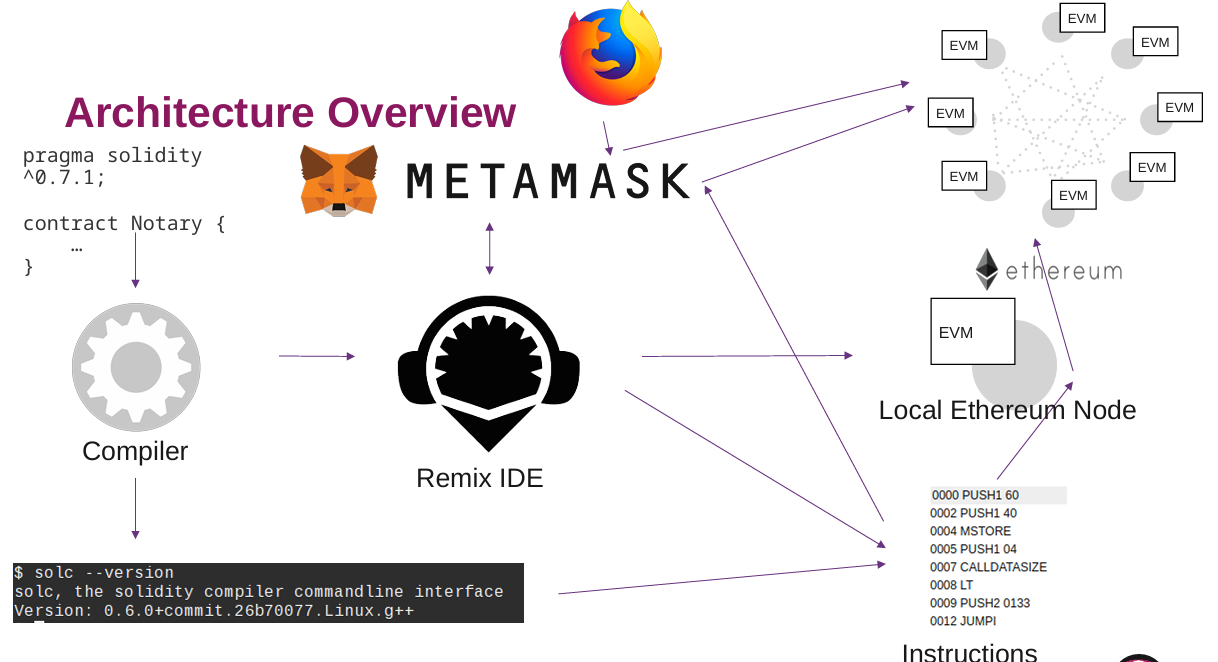 Architecture Overview
pragma solidity
^0.7.1;
contract Notary {
…
}
METAMASK
EVM
EVM
EVM
EVM
EVM
EVM
EVM
EVM
ethereum
EVM
Local Ethereum Node
Compiler
Remix IDE
$ solc --version
solc, the solidity compiler commandline interface
Version: 0.6.0+commit.26b70077.Linux.g++
0000 PUSH1 60
0002 PUSH1 40
0004 MSTORE
0005 PUSH1 04
0007 CALLDATASIZE
0008 LT
0009 PUSH2 0133
0012 JUMPI
Instructions